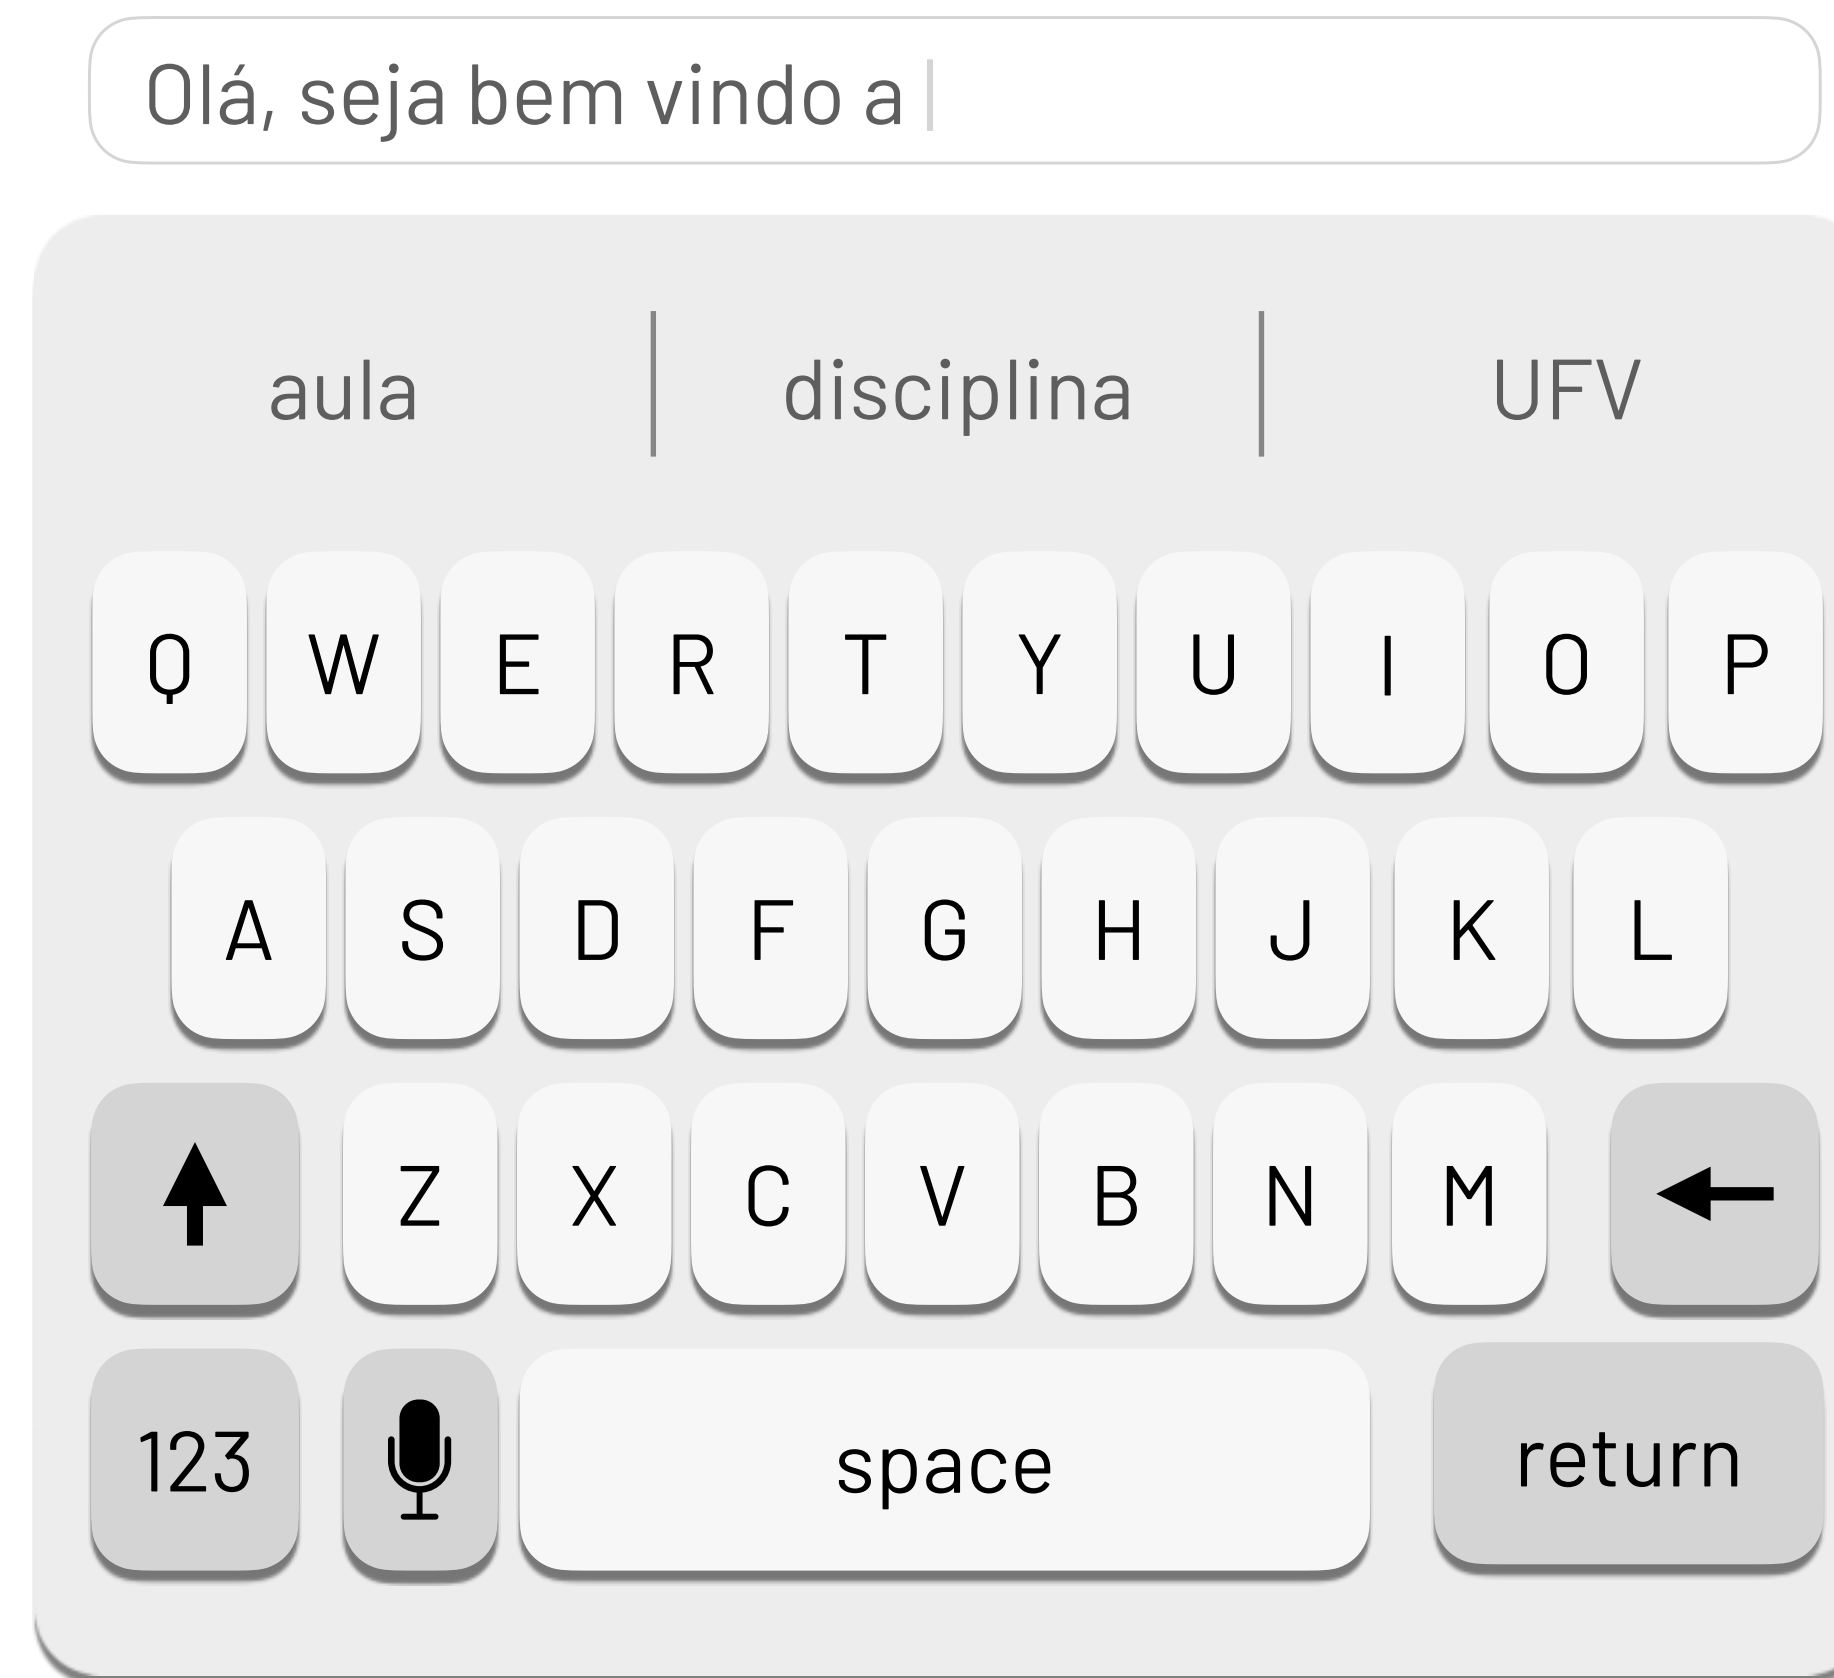 Olá, seja bem vindo a
aula disciplina UFV
Q W E R T Y U I O P
A S D F G H J K L
Z X C V B N M
123 space return